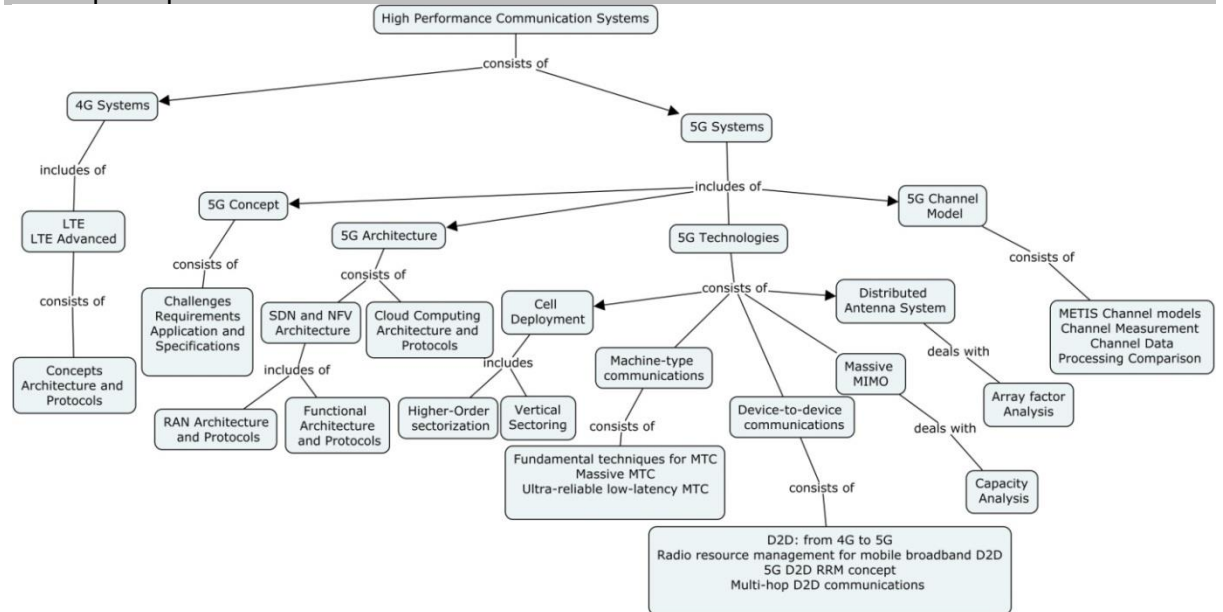 High Performance Communication Systems
consists of
4G Systems
5G Systems
includes of
includes of
5G Concept
5G Channel
Model
LTE
LTE Advanced
5G Architecture
5G Technologies
consists of
consists of
consists of
consists of
consists of
Challenges
Requirements
Application and
Specifications
SDN and NFV
Architecture
Cloud Computing
Architecture and
Protocols
Cell
Deployment
Distributed
Antenna System
METIS Channel models
Channel Measurement
Channel Data
Processing Comparison
includes of
includes
Machine-type
communications
Massive
MIMO
deals with
Concepts
Architecture and
Protocols
RAN Architecture
and Protocols
Functional
Architecture
and Protocols
Higher-Order
sectorization
Vertical
Sectoring
Device-to-device
communications
Array factor
Analysis
consists of
deals with
Fundamental techniques for MTC
Massive MTC
Ultra-reliable low-latency MTC
consists of
Capacity
Analysis
D2D: from 4G to 5G
Radio resource management for mobile broadband D2D
5G D2D RRM concept
Multi-hop D2D communications